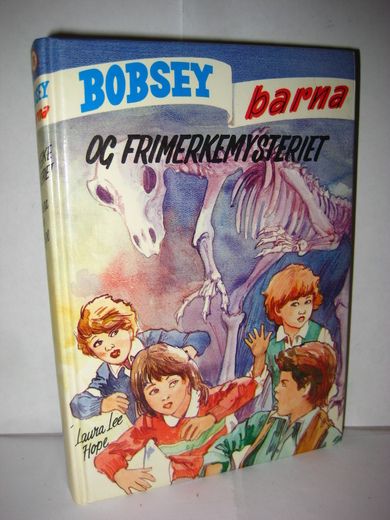 BOBSEY
barna
OG FRIMERKEMYSTERIET
Laura Lee
Hope